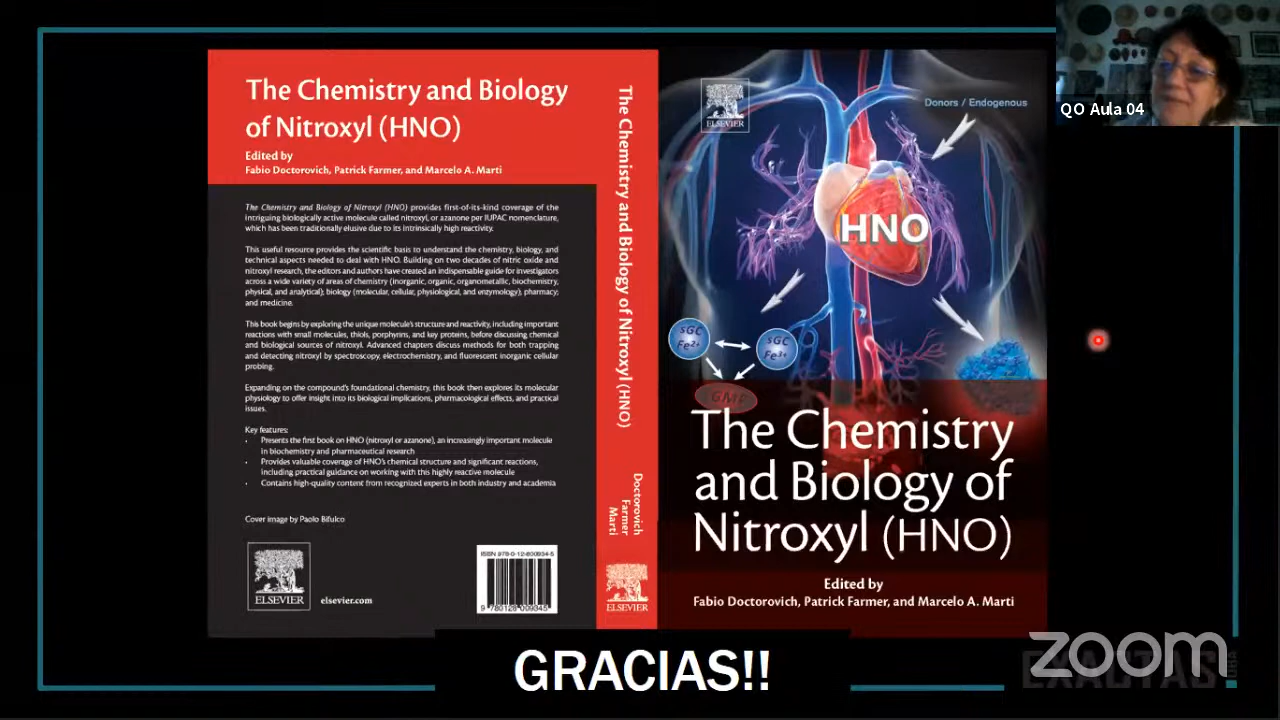 The Chemistry and Biology
of Nitroxyl (HNO)
Edited by
Fabio Doctorovich, Patrick Farmer, and Marcelo A. Marti
The Chemistry and Biology of Nitroxyl (HNO) provides first-of-its-kind coverage of the
intriguing biologically active molecule called nitroxyl, or azanone per IUPAC nomenclature,
which has been traditionally elusive due to its intrinsically high reactivity.
This useful resource provides the scientific basis to understand the chemistry, biology, and
technical aspects needed to deal with HNO. Building on two decades of nitric oxide and
nitroxyl research, the editors and authors have created an indispensable guide for investigators
across a wide variety of areas of chemistry (inorganic, organic, organometallic, biochemistry,
physical, and analytical); biology (molecular, cellular, physiological, and enzymology); pharmacy;
and medicine.
This book begins by exploring the unique molecule's structure and reactivity, including important
reactions with small molecules, thiols, porphyrins, and key proteins, before discussing chemical
and biological sources of nitroxyl. Advanced chapters discuss methods for both trapping
and detecting nitroxyl by spectroscopy, electrochemistry, and fluorescent inorganic cellular
probing.
Expanding on the compound's foundational chemistry, this book then explores its molecular
physiology to offer insight into its biological implications, pharmacological effects, and practical
issues.
Key features:
• Presents the first book on HNO (nitroxyl or azanone), an increasingly important molecule
in biochemistry and pharmaceutical research
• Provides valuable coverage of HNO's chemical structure and significant reactions,
including practical guidance on working with this highly reactive molecule
• Contains high-quality content from recognized experts in both industry and academia
Cover image by Paolo Bifulco
ELSEVIER
elsevier.com
ISBN 978-0-12-800934-5
9 780128 009345
The Chemistry and Biology of Nitroxyl (HNO)
Doctorovich
Farmer
Marti
ELSEVIER
ELSEVIER
Donors / Endogenous
HNO
sGC
Fe2+
sGC
Fe3+
cGMP
The Chemistry
and Biology of
Nitroxyl (HNO)
Edited by
Fabio Doctorovich, Patrick Farmer, and Marcelo A. Marti
QO Aula 04
GRACIAS!!
zoom
EXACTAS